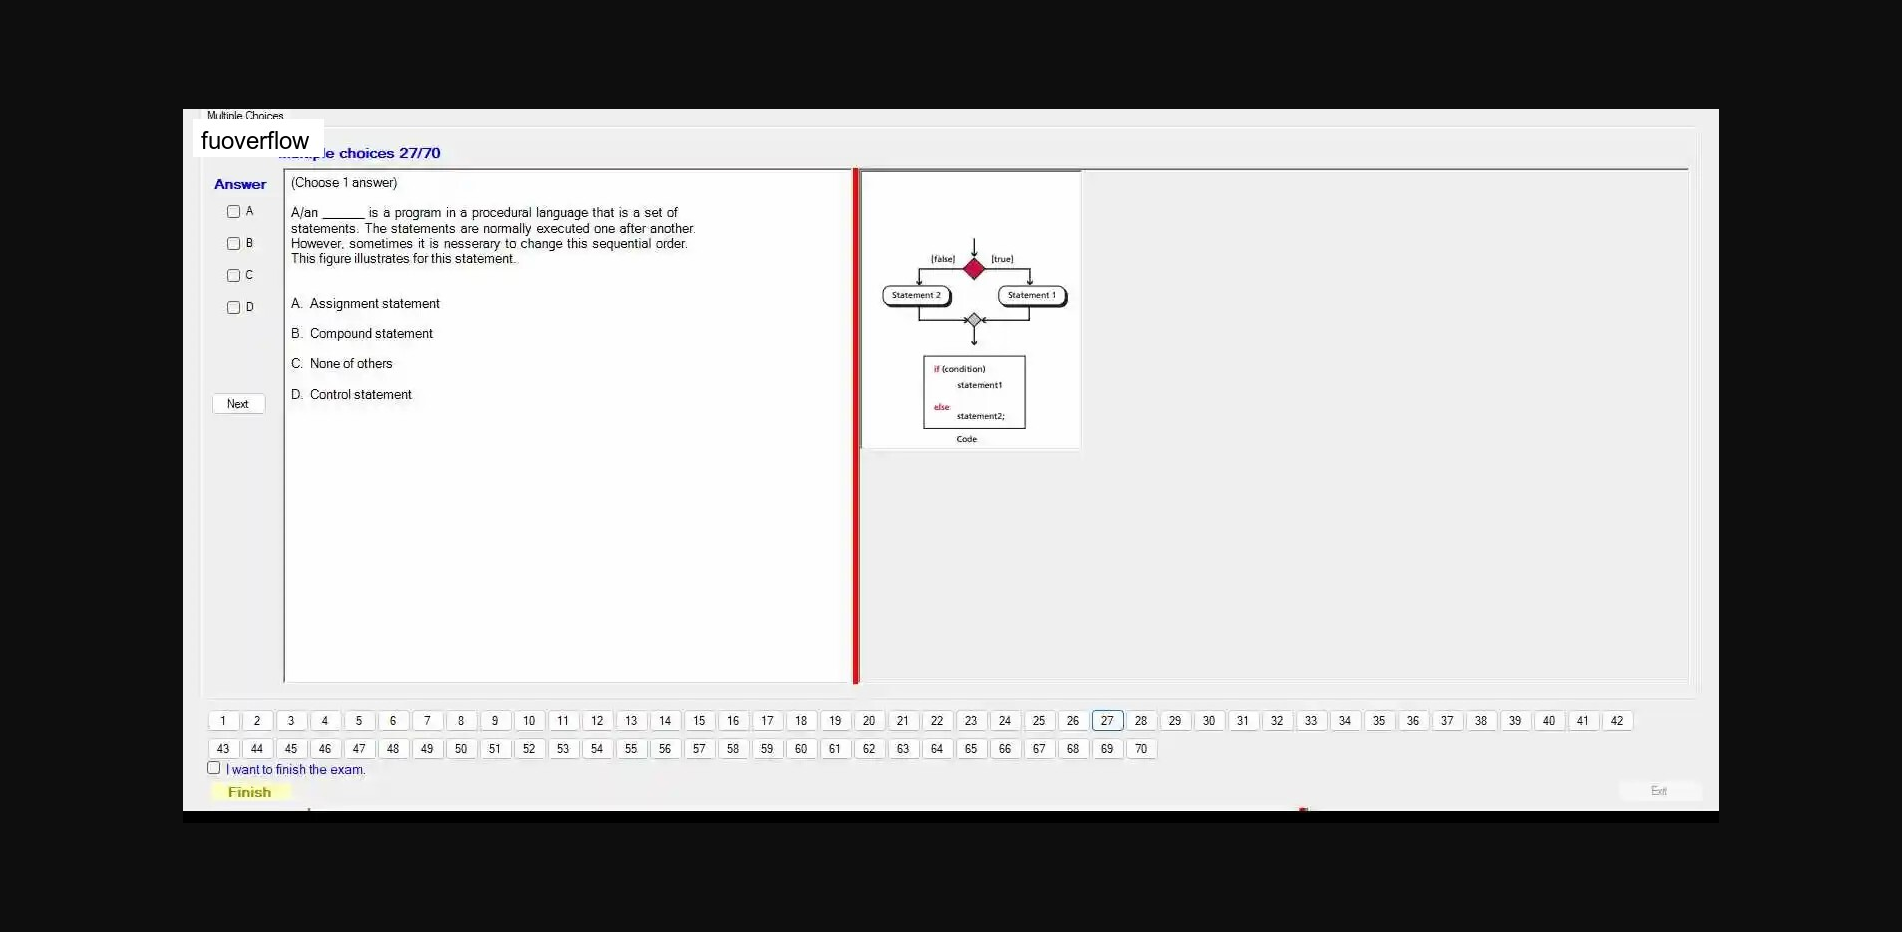 Multiple Choices
fuoverflow
choices 27/70
Answer
(Choose 1 answer)
A
B
C
D
A/an ______ is a program in a procedural language that is a set of
statements. The statements are normally executed one after another.
However, sometimes it is nesserary to change this sequential order.
This figure illustrates for this statement.
A. Assignment statement
B. Compound statement
C. None of others
D. Control statement
Next
[false] [true]
Statement 2 Statement 1
if (condition)
statement1
else
statement2;
Code
1 2 3 4 5 6 7 8 9 10 11 12 13 14 15 16 17 18 19 20 21 22 23 24 25 26 27 28 29 30 31 32 33 34 35 36 37 38 39 40 41 42
43 44 45 46 47 48 49 50 51 52 53 54 55 56 57 58 59 60 61 62 63 64 65 66 67 68 69 70
I want to finish the exam.
Finish
Exit